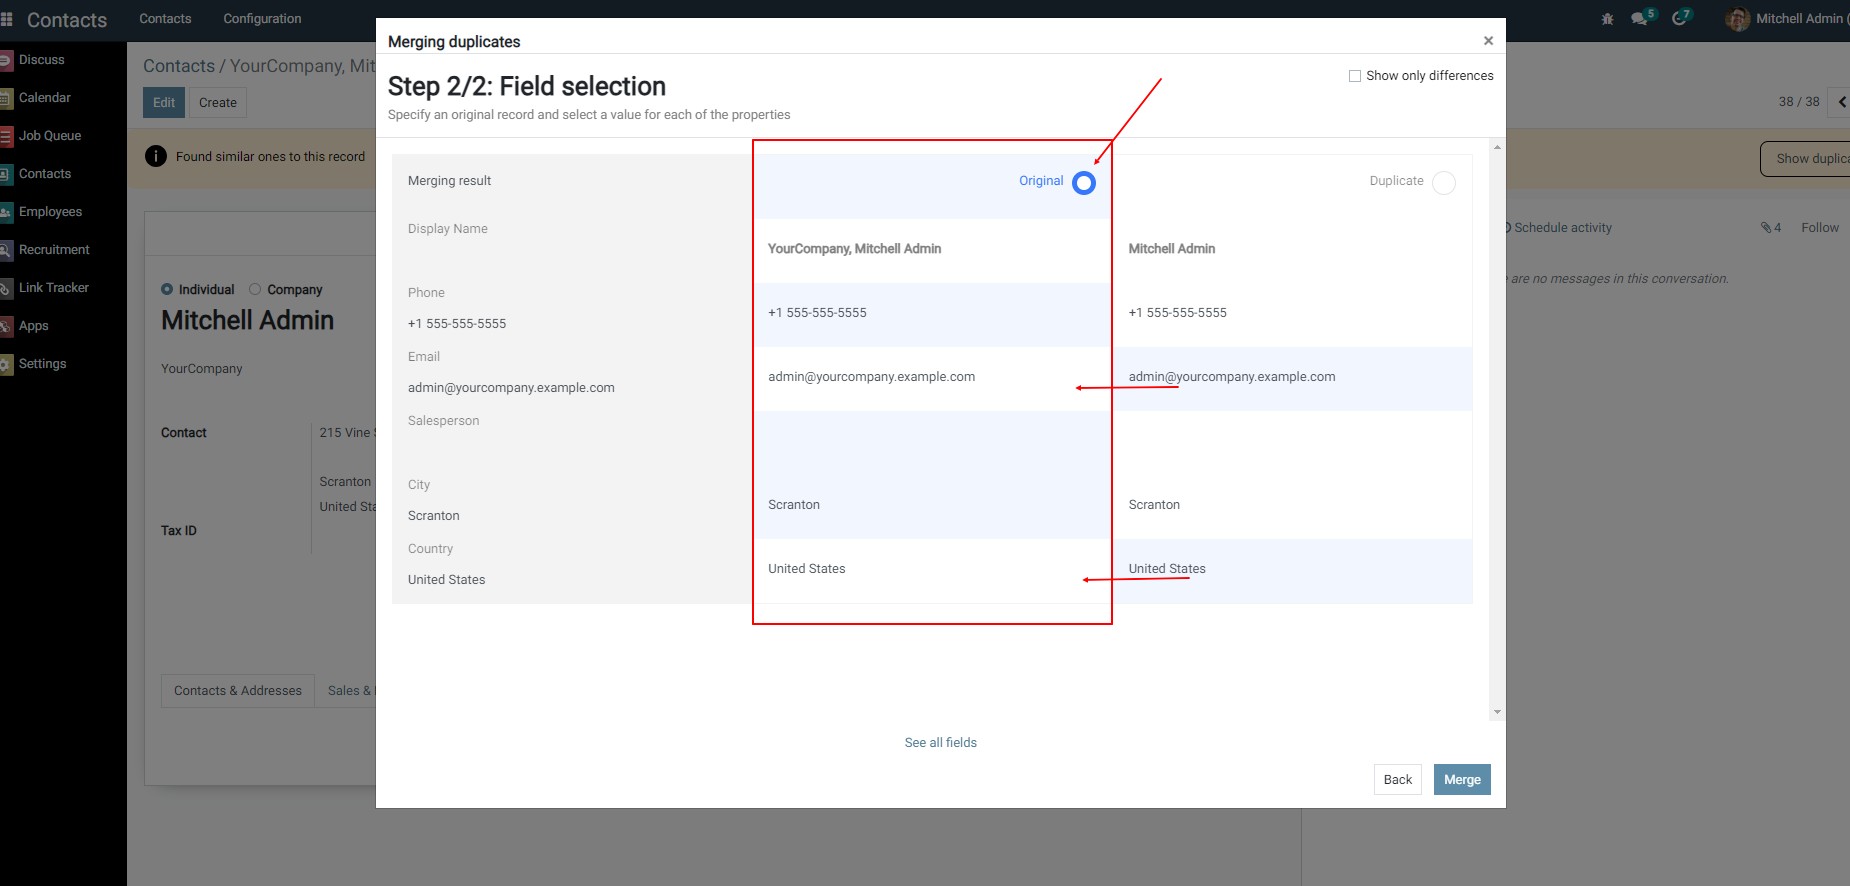 Contacts
Contacts
Configuration
5
7
Mitchell Admin (
Discuss
Calendar
Job Queue
Contacts
Employees
Recruitment
Link Tracker
Apps
Settings
Contacts / YourCompany, Mit
Edit
Create
38 / 38
Found similar ones to this record
Show duplica
Individual
Company
Mitchell Admin
YourCompany
Contact
215 Vine
Scranton
United Sta
Tax ID
Contacts & Addresses
Sales &
Schedule activity
4
Follow
are no messages in this conversation.
Merging duplicates
×
Step 2/2: Field selection
Show only differences
Specify an original record and select a value for each of the properties
Merging result
Original
Duplicate
Display Name
YourCompany, Mitchell Admin
Mitchell Admin
Phone
+1 555-555-5555
+1 555-555-5555
+1 555-555-5555
Email
admin@yourcompany.example.com
admin@yourcompany.example.com
admin@yourcompany.example.com
Salesperson
City
Scranton
Scranton
Scranton
Country
United States
United States
United States
See all fields
Back
Merge